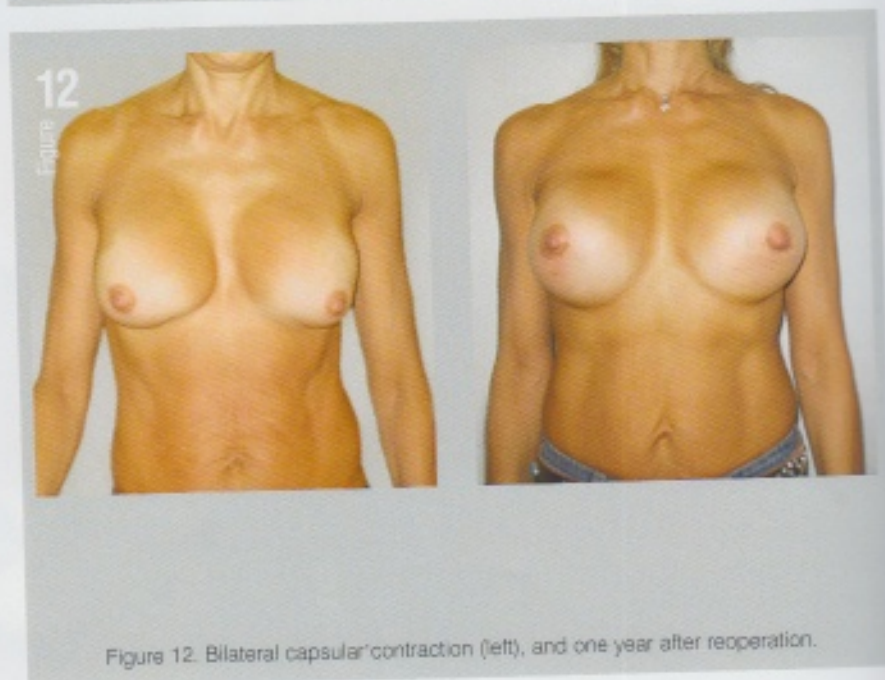 12
Figure
Figure 12. Bilateral capsular contraction (left), and one year after reoperation.